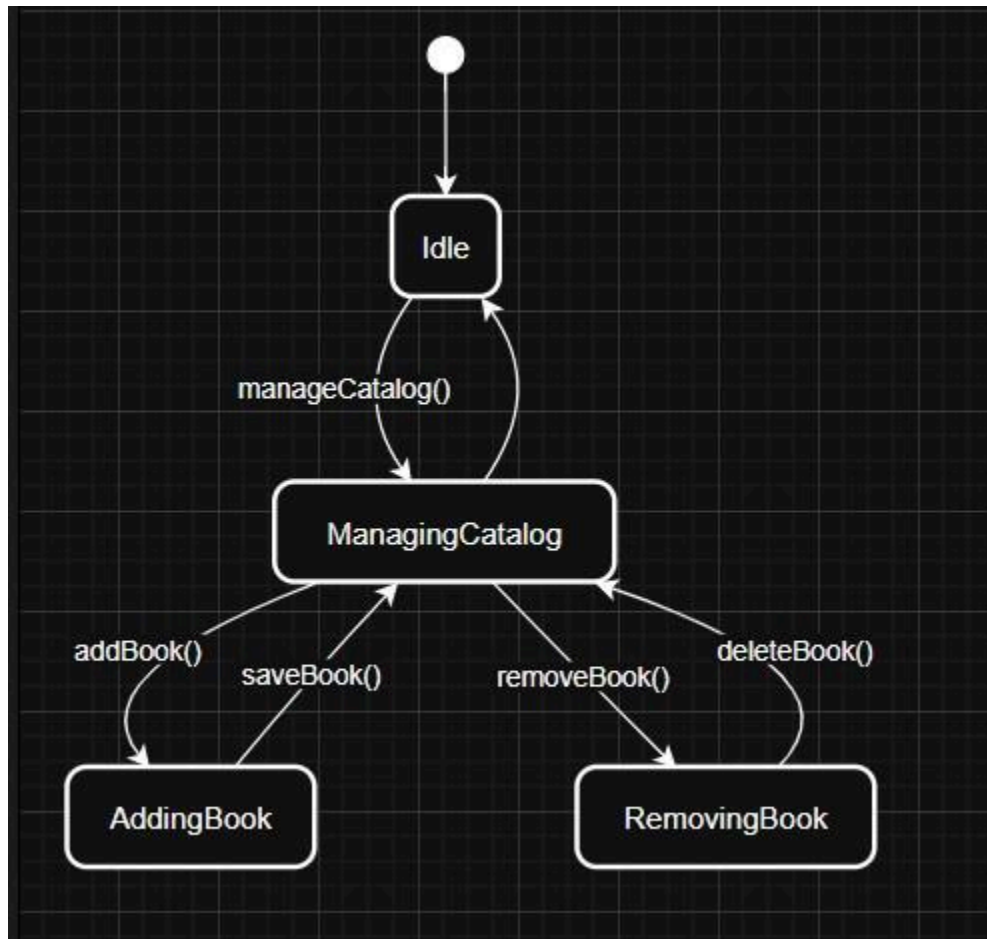 Idle
manageCatalog()
ManagingCatalog
addBook()
saveBook()
removeBook()
deleteBook()
AddingBook
RemovingBook